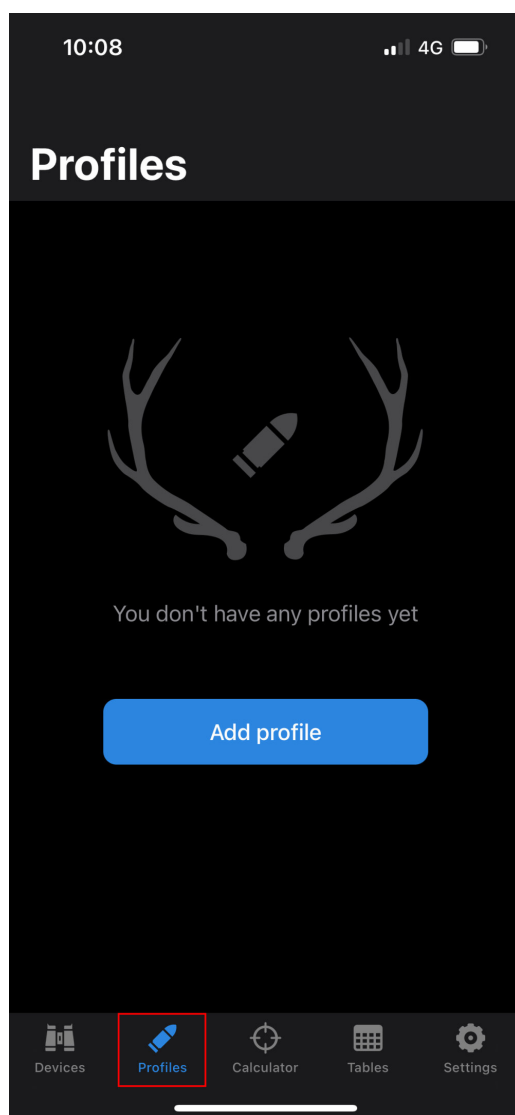 10:08 4G
Profiles
You don't have any profiles yet
Add profile
Devices Profiles Calculator Tables Settings